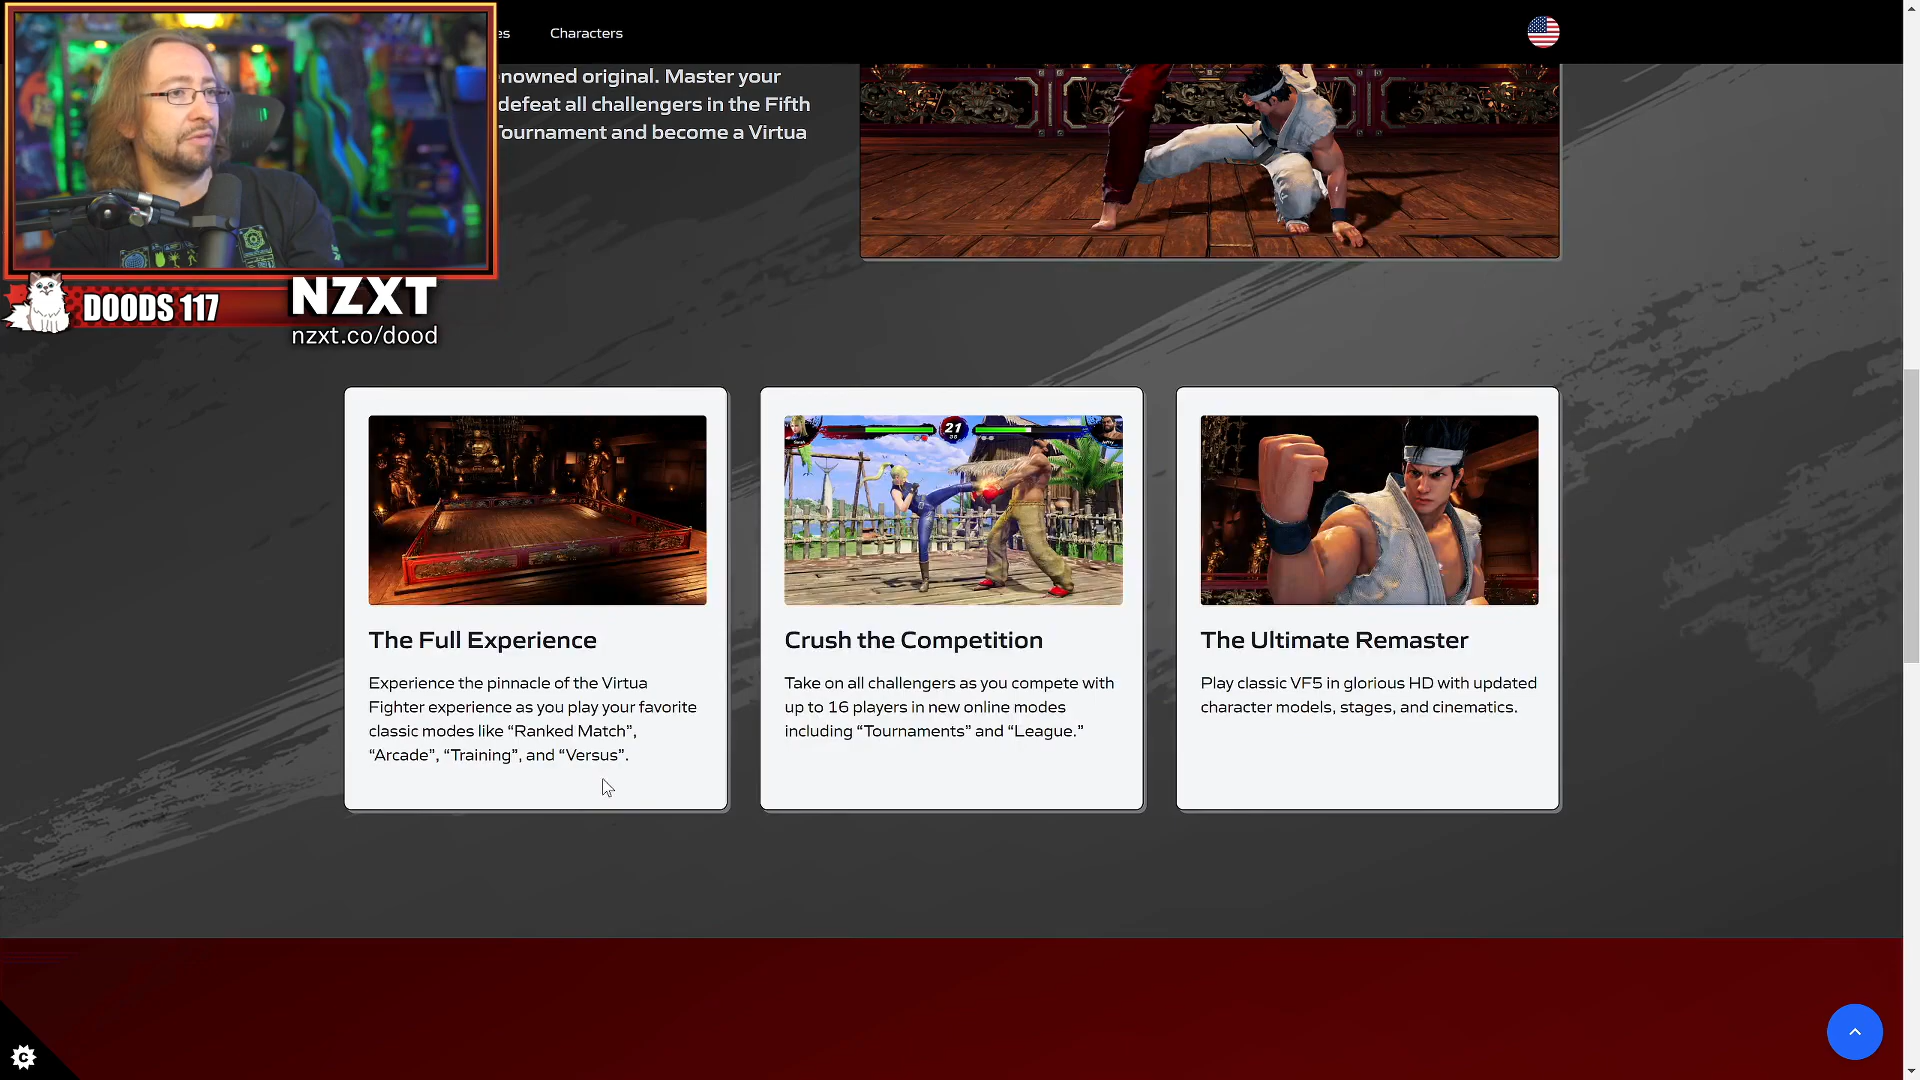 es
Characters
nowned original. Master your
defeat all challengers in the Fifth
Tournament and become a Virtua
DOODS 117
NZXT
nzxt.co/dood
21
Sarah
Jeffry
The Full Experience
Experience the pinnacle of the Virtua
Fighter experience as you play your favorite
classic modes like “Ranked Match”,
“Arcade”, “Training”, and “Versus”.
Crush the Competition
Take on all challengers as you compete with
up to 16 players in new online modes
including “Tournaments” and “League.”
The Ultimate Remaster
Play classic VF5 in glorious HD with updated
character models, stages, and cinematics.
C